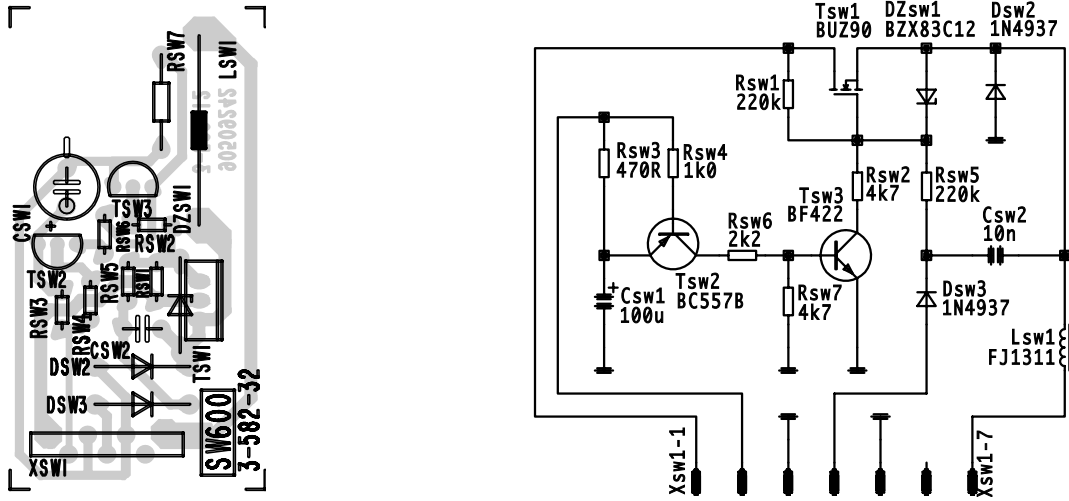 RSW7
LSW1
90509242
CSW1
+
TSW3
DZSW1
RSW6
RSW2
TSW2
RSW5
RSW1
RSW3
RSW4
CSW2
TSW1
DSW2
DSW3
SW600
3-582-32
XSW1
Tsw1
BUZ90
DZsw1
BZX83C12
Dsw2
1N4937
Rsw1
220k
Rsw3
470R
Rsw4
1k0
Tsw3
BF422
Rsw2
4k7
Rsw5
220k
Rsw6
2k2
Csw2
10n
Tsw2
BC557B
+
Csw1
100u
Rsw7
4k7
Dsw3
1N4937
Lsw1
FJ1311
Xsw1-1
Xsw1-7